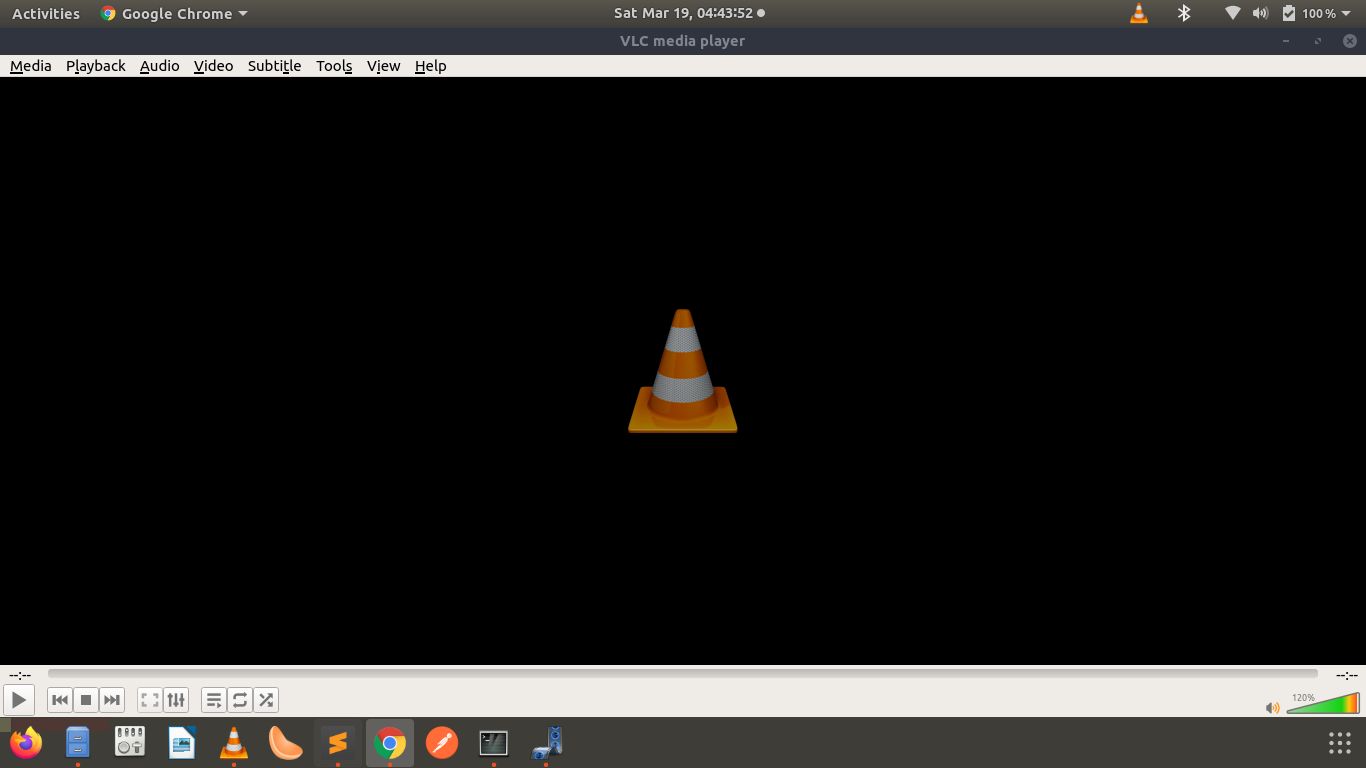 Activities Google Chrome Sat Mar 19, 04:43:52 100 %
VLC media player
Media Playback Audio Video Subtitle Tools View Help
--:-- --:--
120%